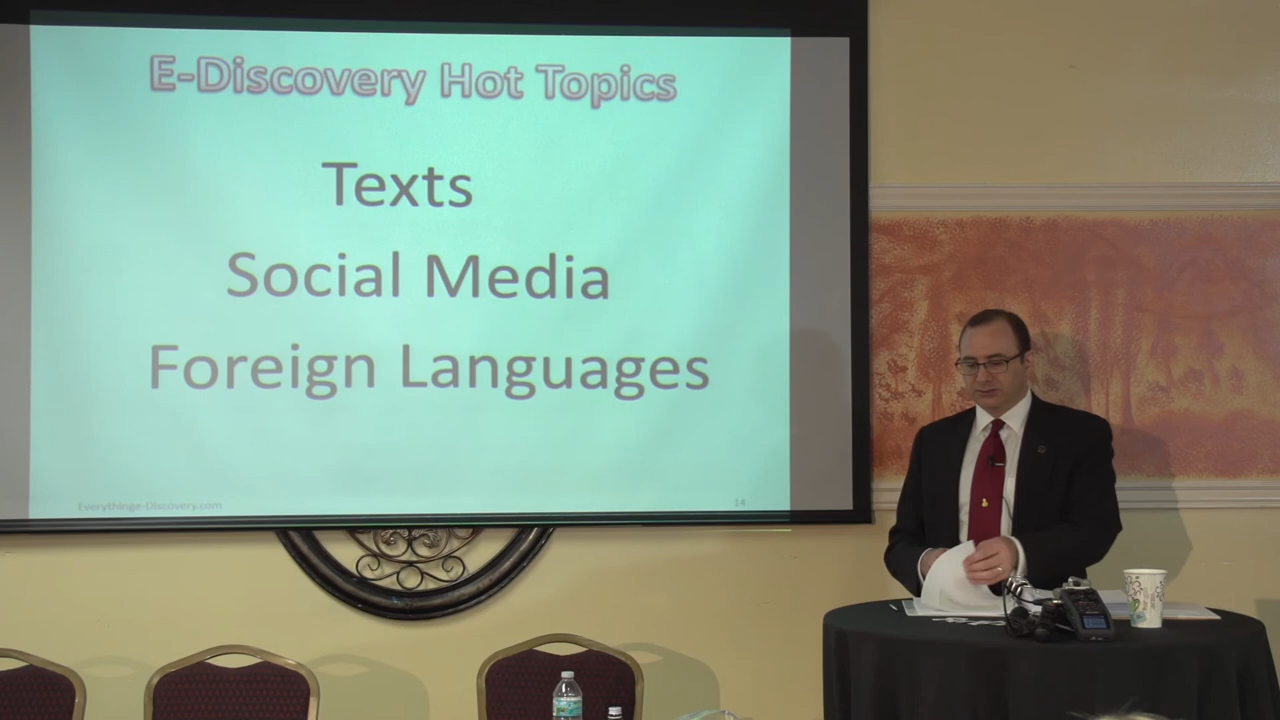 E-Discovery Hot Topics
Texts
Social Media
Foreign Languages
Everythinge-Discovery.com
14